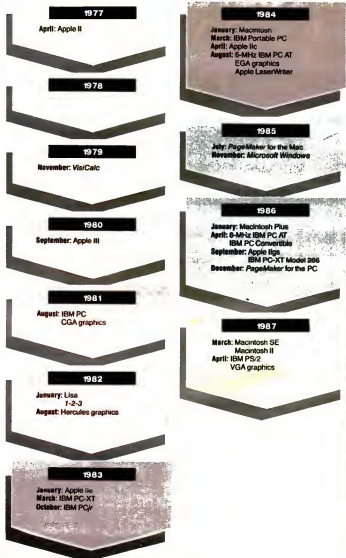 1977
April: Apple II
1978
1979
November: VisiCalc
1980
September: Apple III
1981
August: IBM PC
CGA graphics
1982
January: Lisa
1-2-3
August: Hercules graphics
1983
January: Apple IIe
March: IBM PC-XT
October: IBM PCjr
1984
January: Macintosh
March: IBM Portable PC
April: Apple IIc
August: 6-MHz IBM PC AT
EGA graphics
Apple LaserWriter
1985
July: PageMaker for the Mac
November: Microsoft Windows
1986
January: Macintosh Plus
April: 8-MHz IBM PC AT
IBM PC Convertible
September: Apple IIgs
IBM PC-XT Model 286
December: PageMaker for the PC
1987
March: Macintosh SE
Macintosh II
April: IBM PS/2
VGA graphics